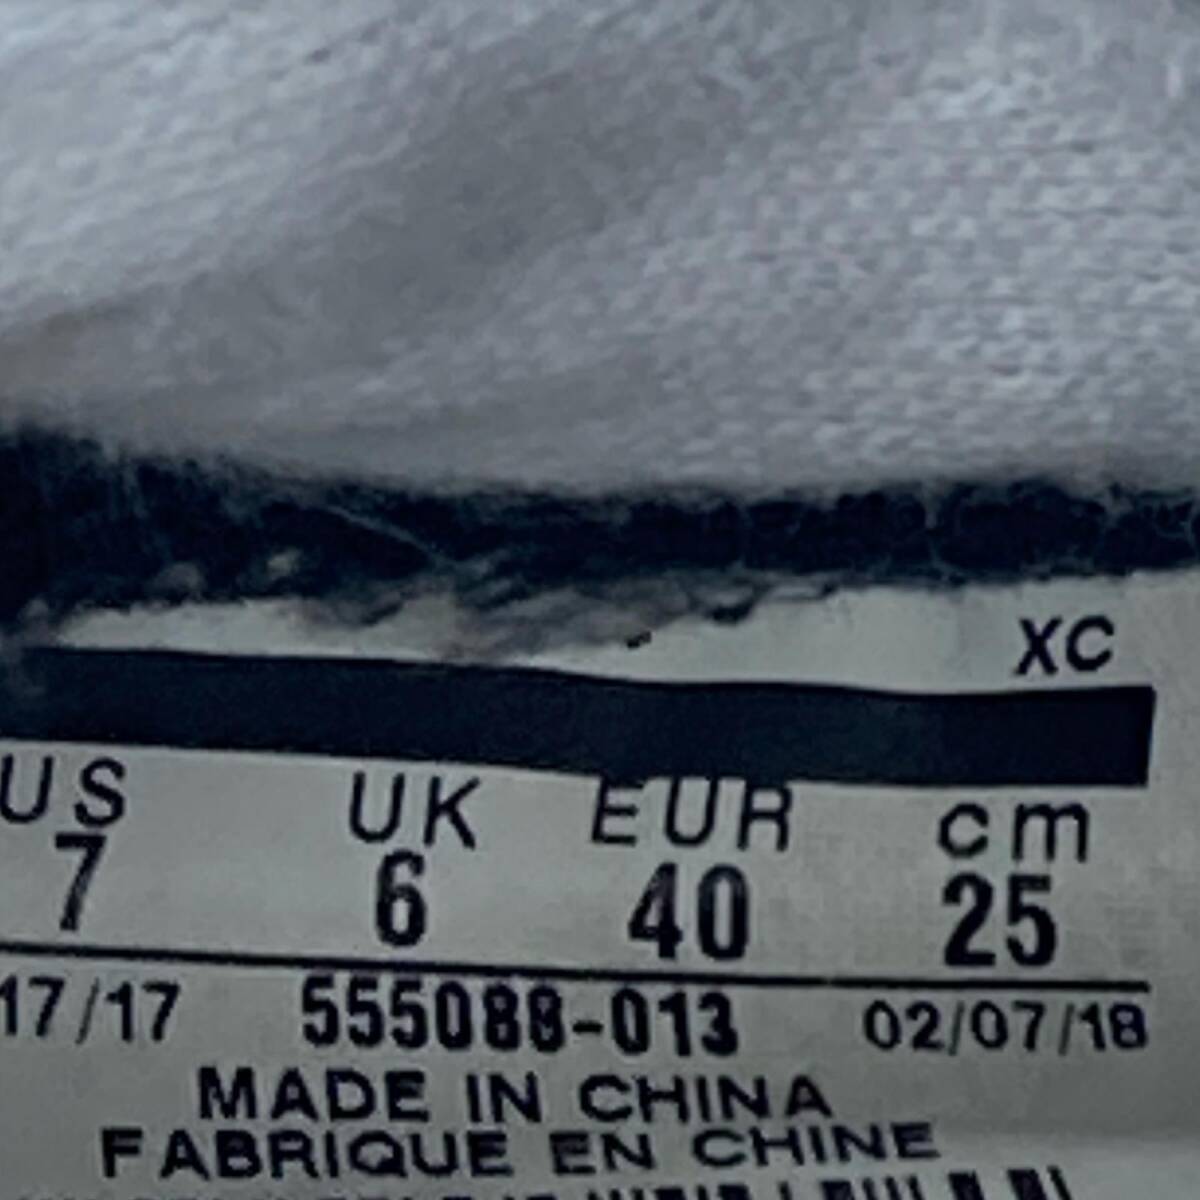 XC
US UK EUR cm
7 6 40 25
17/17 555088-013 02/07/18
MADE IN CHINA
FABRIQUE EN CHINE